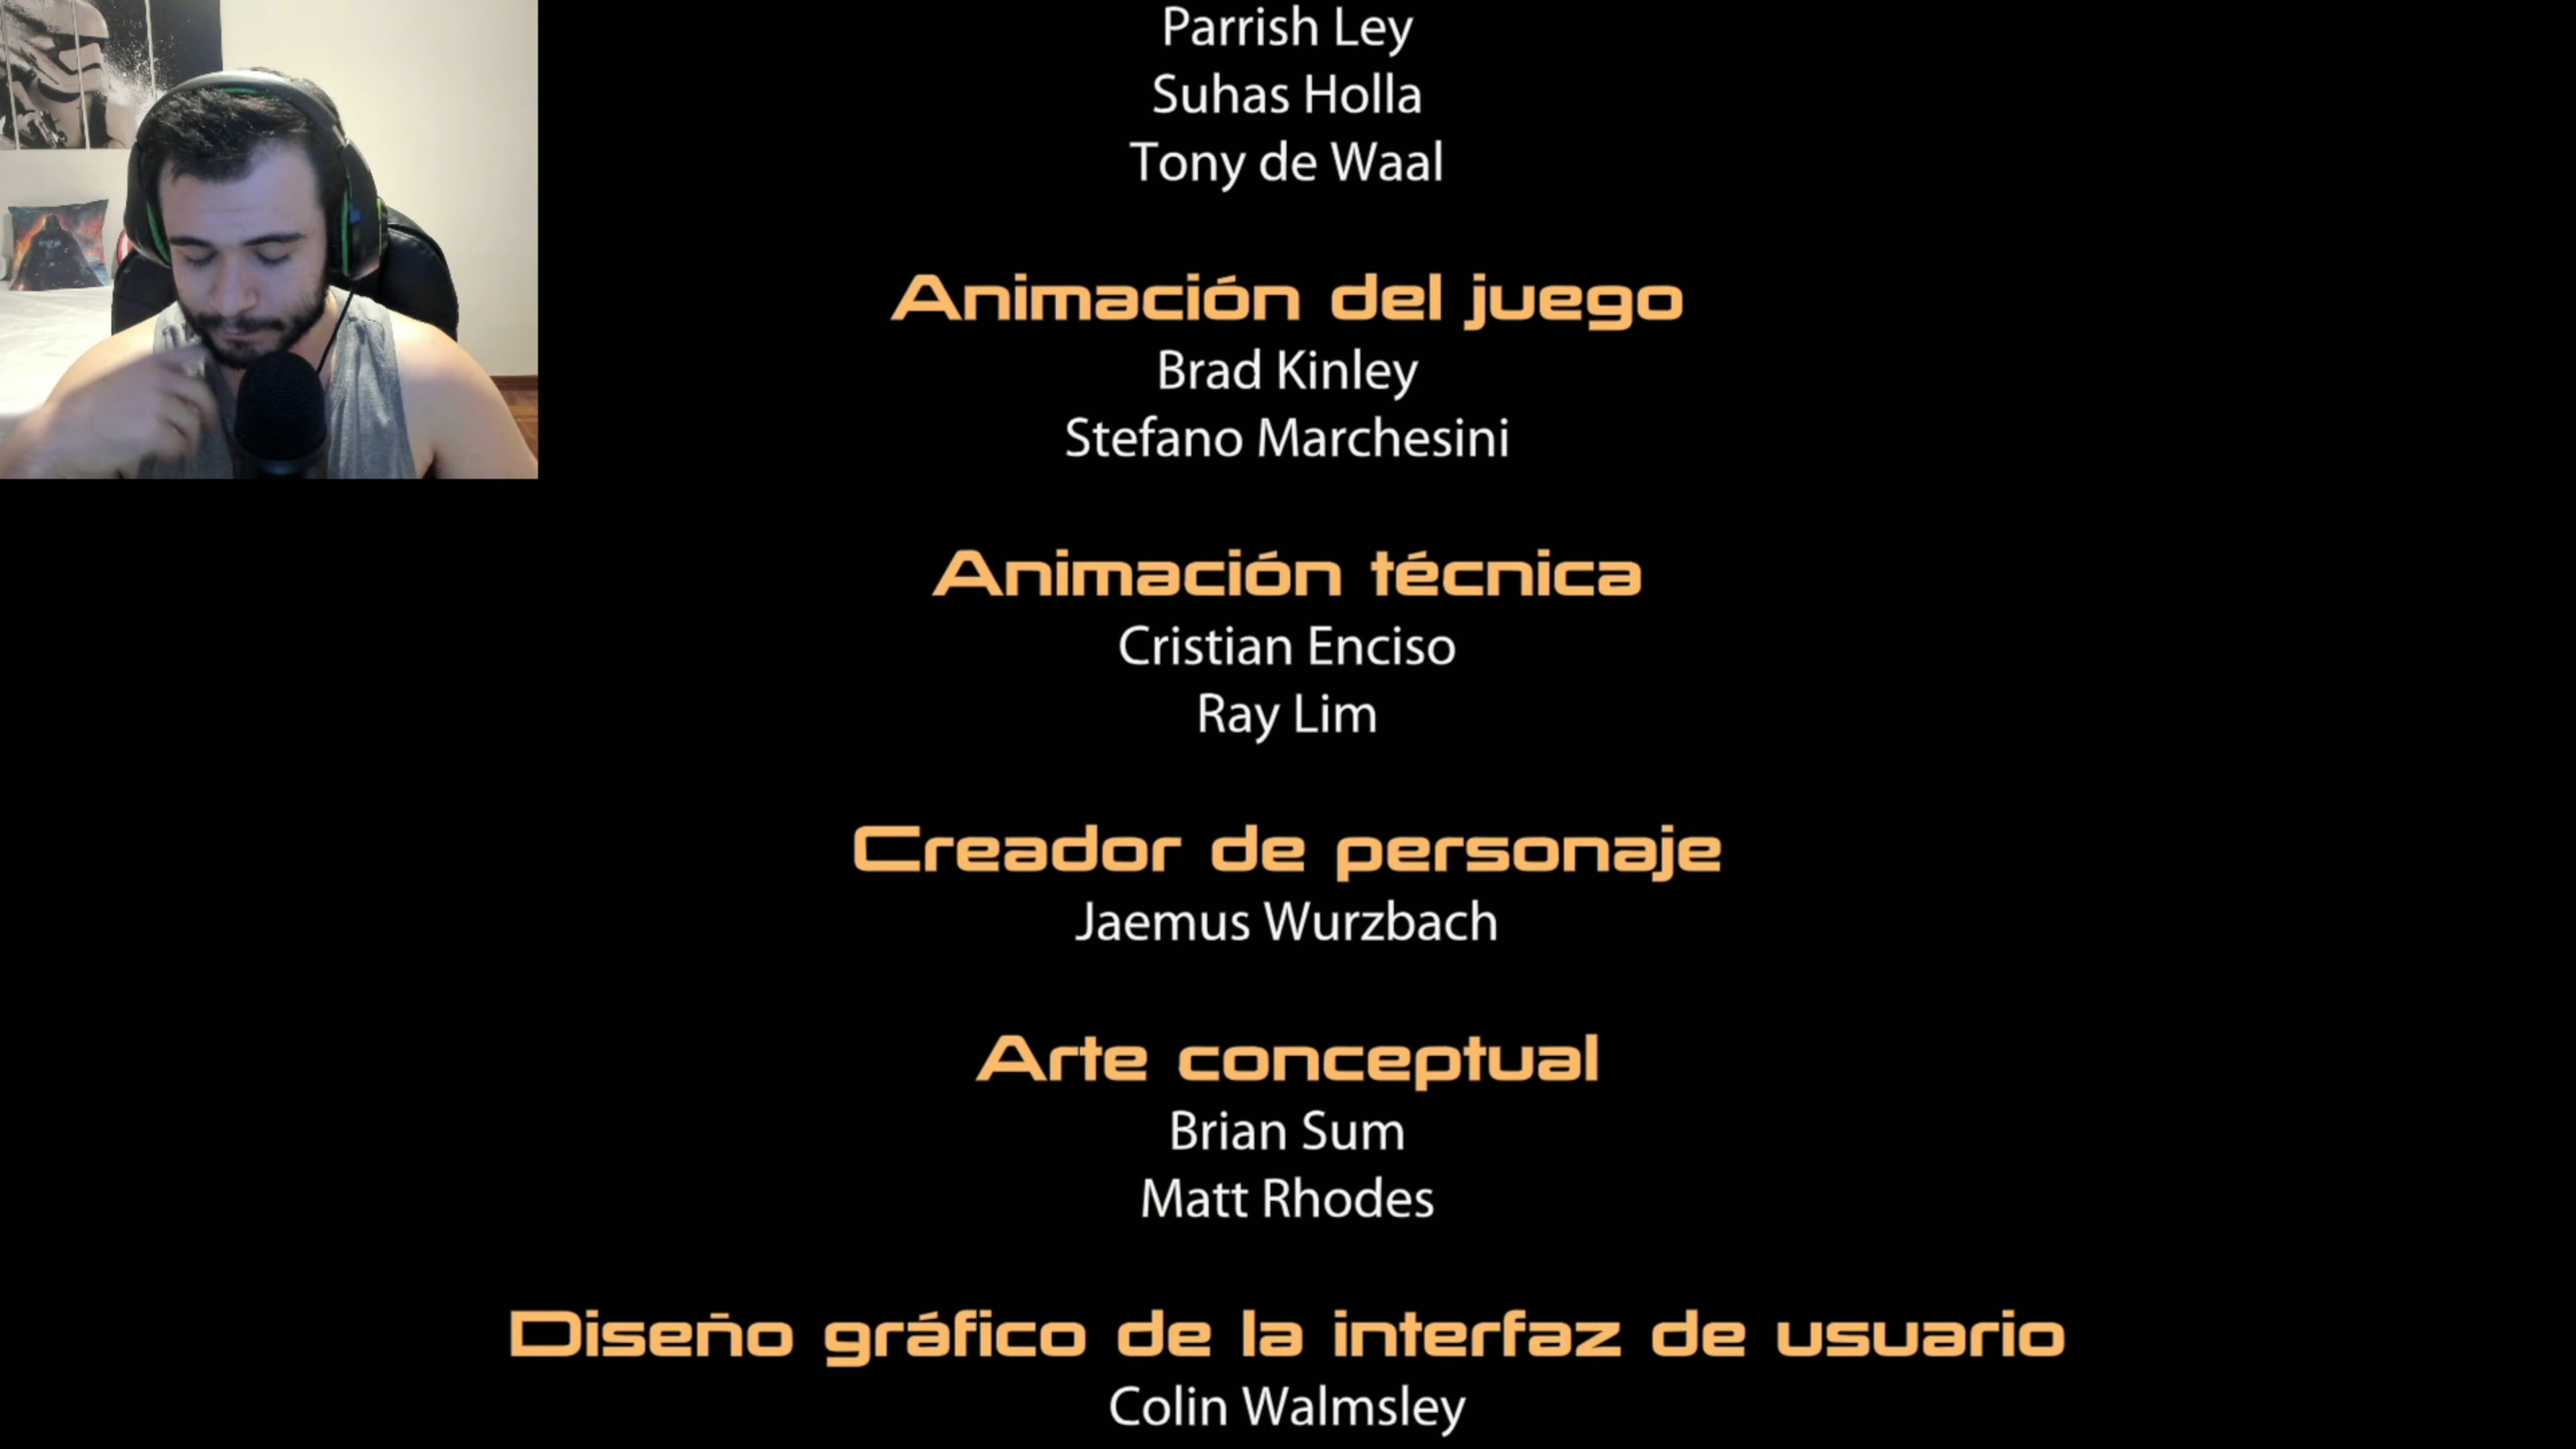 Parrish Ley
Suhas Holla
Tony de Waal
Animación del juego
Brad Kinley
Stefano Marchesini
Animación técnica
Cristian Enciso
Ray Lim
Creador de personaje
Jaemus Wurzbach
Arte conceptual
Brian Sum
Matt Rhodes
Diseño gráfico de la interfaz de usuario
Colin Walmsley